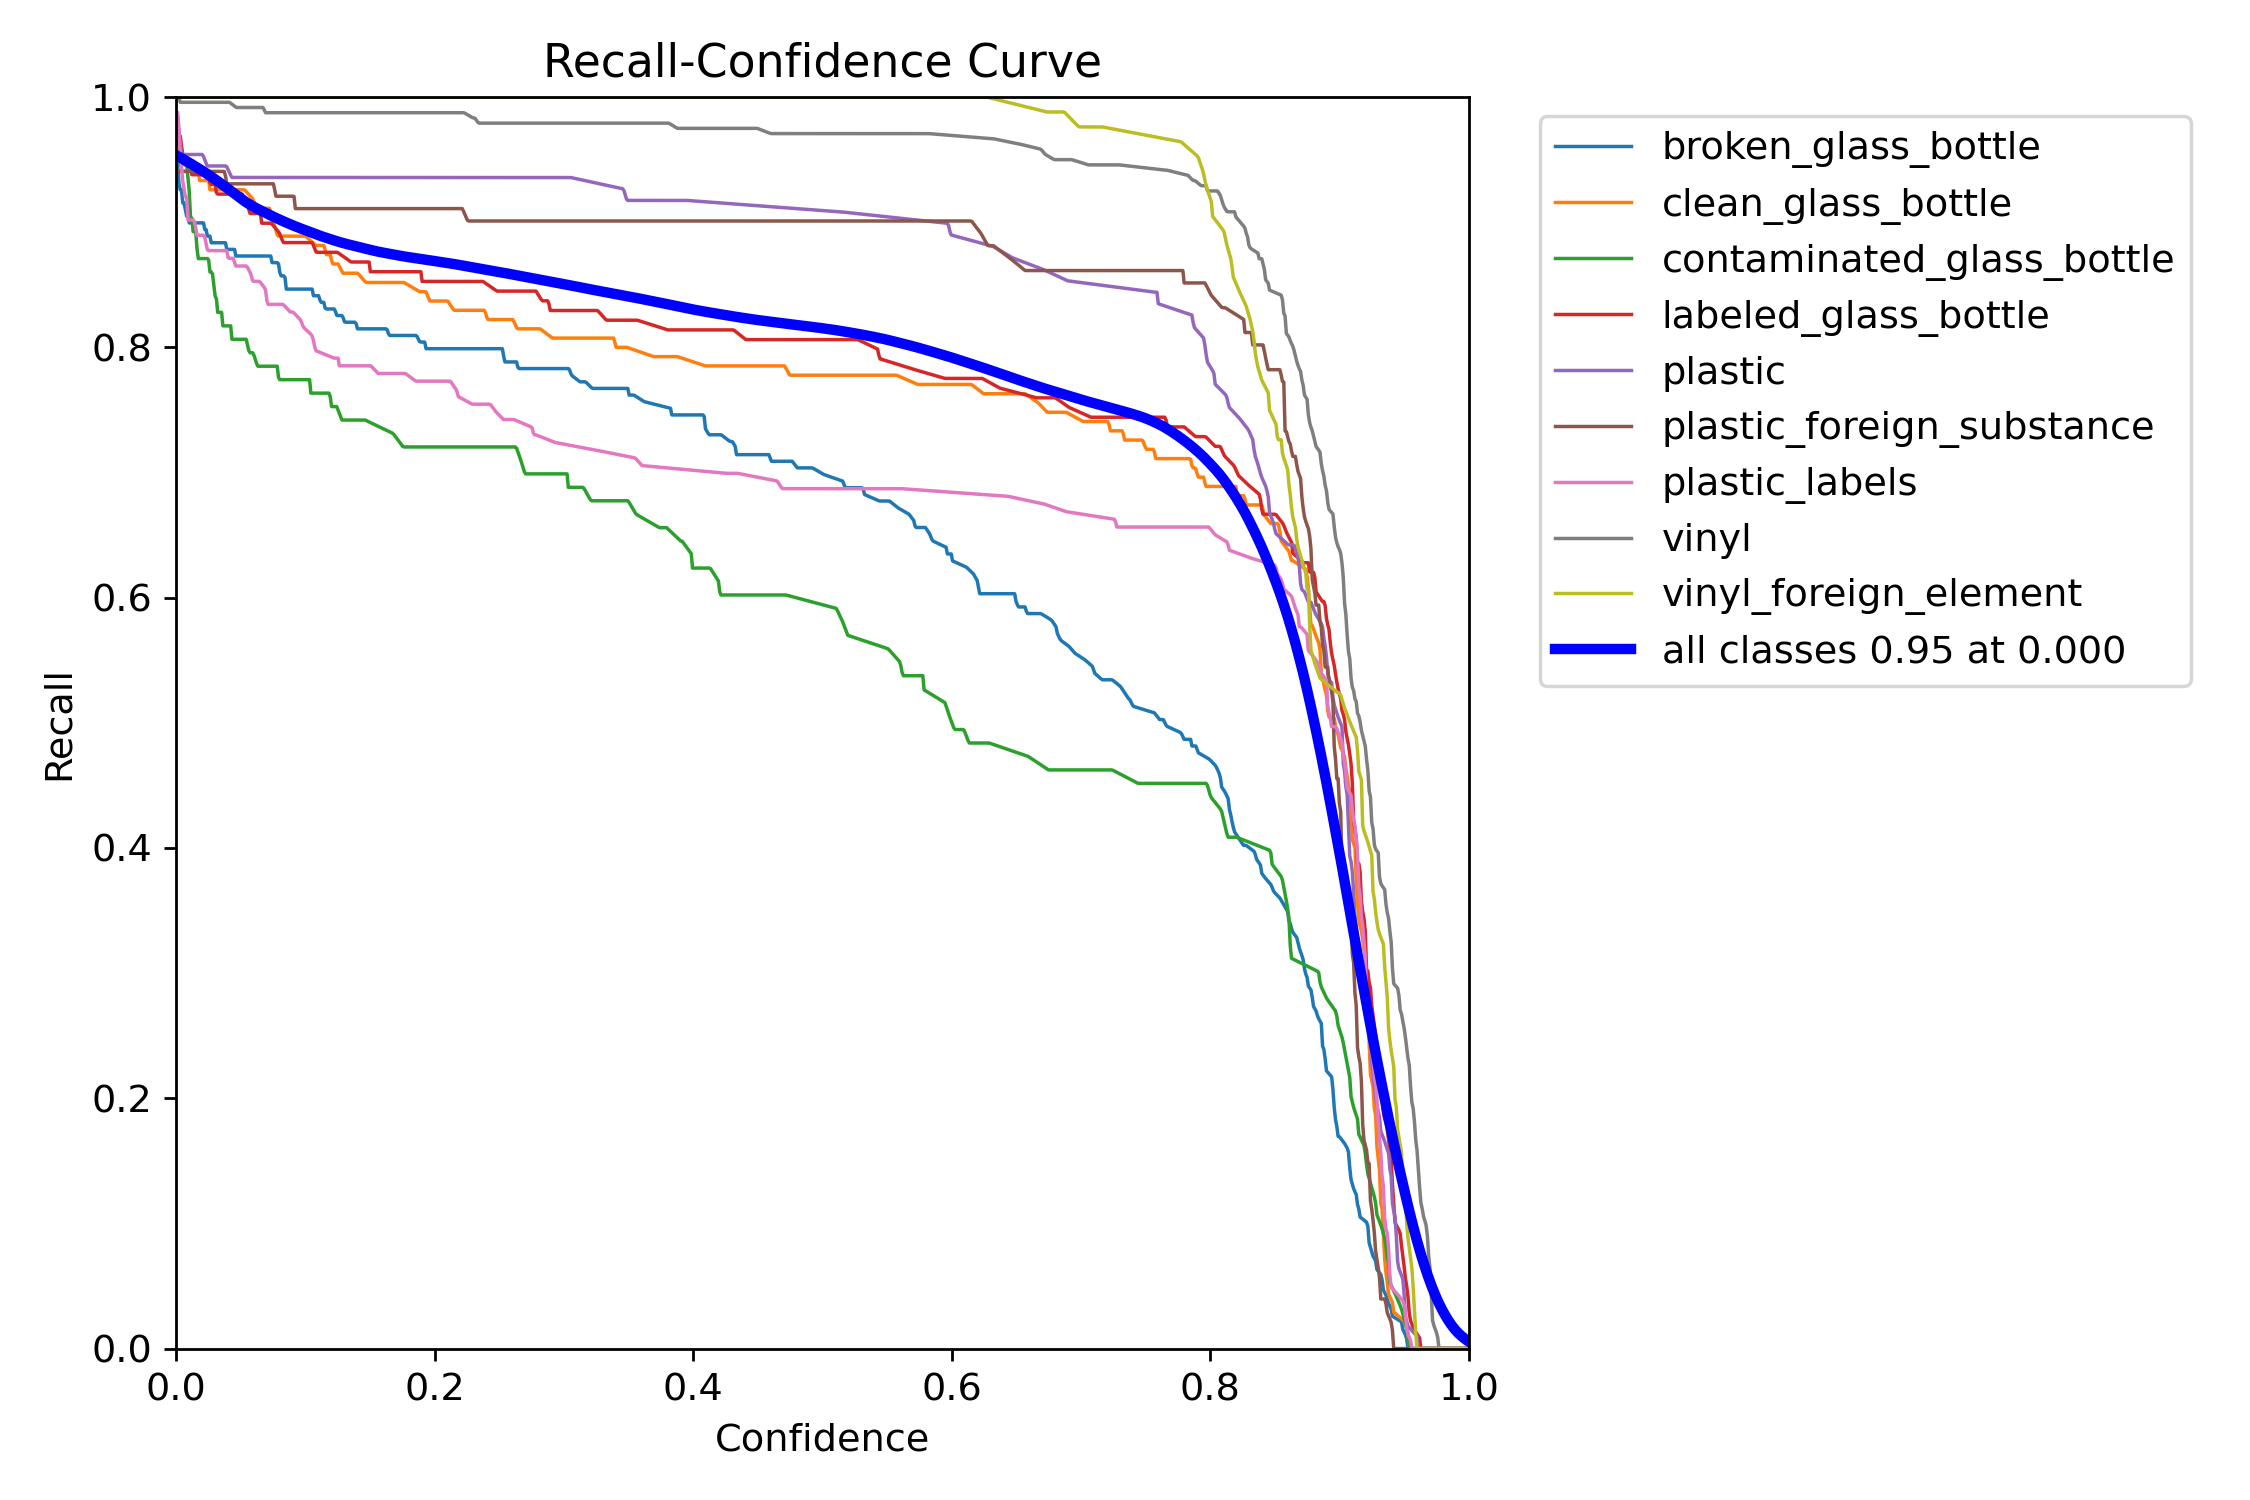 Recall-Confidence Curve
1.0
0.8
0.6
0.4
0.2
0.0
Recall
0.0 0.2 0.4 0.6 0.8 1.0
Confidence
broken_glass_bottle
clean_glass_bottle
contaminated_glass_bottle
labeled_glass_bottle
plastic
plastic_foreign_substance
plastic_labels
vinyl
vinyl_foreign_element
all classes 0.95 at 0.000